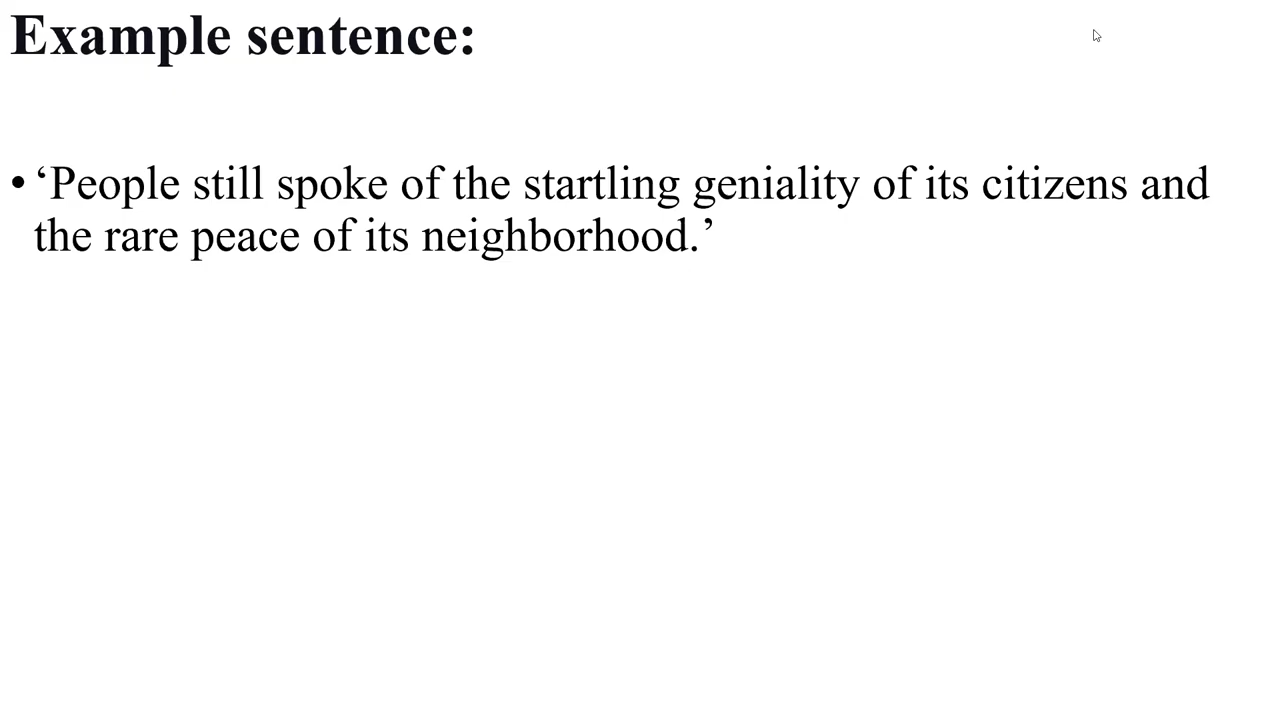 Example sentence:
• ‘People still spoke of the startling geniality of its citizens and
the rare peace of its neighborhood.’